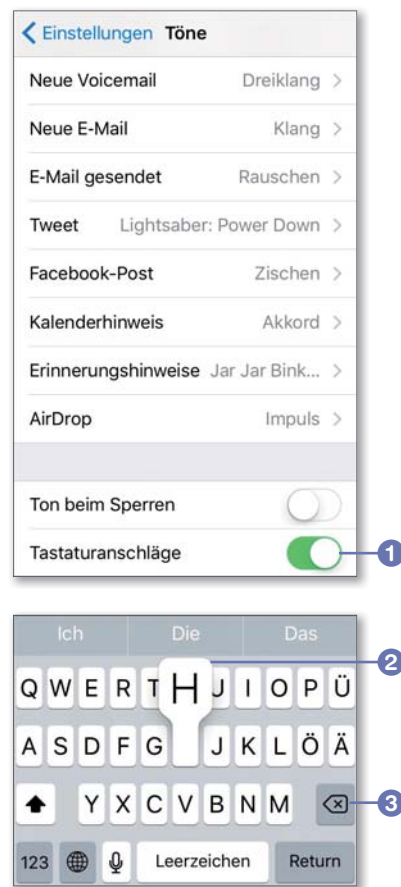 Einstellungen Töne
Neue Voicemail Dreiklang
Neue E-Mail Klang
E-Mail gesendet Rauschen
Tweet Lightsaber: Power Down
Facebook-Post Zischen
Kalenderhinweis Akkord
Erinnerungshinweise Jar Jar Bink...
AirDrop Impuls
Ton beim Sperren
Tastaturanschläge 1
Ich Die Das
2
Q W E R T H U I O P Ü
A S D F G J K L Ö Ä
Y X C V B N M 3
123 Leerzeichen Return